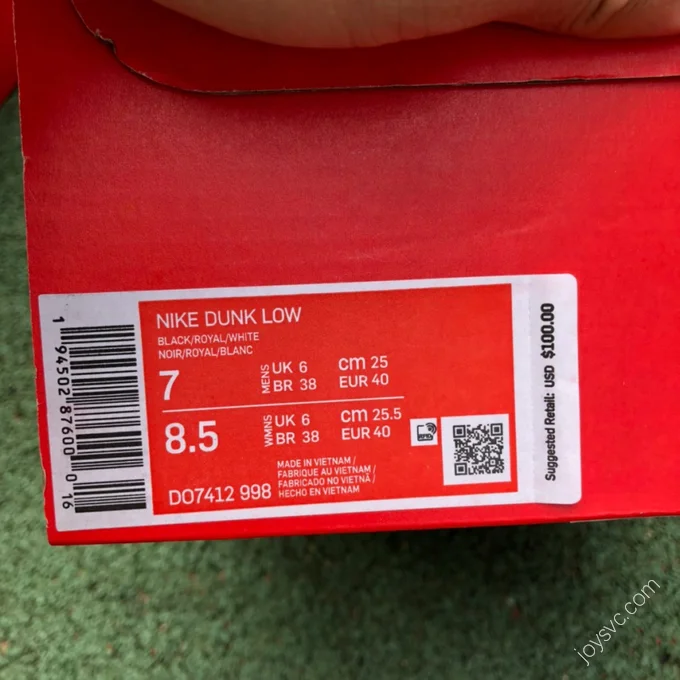 NIKE DUNK LOW
BLACK/ROYAL/WHITE
NOIR/ROYAL/BLANC
7 MENS UK 6 cm 25
BR 38 EUR 40
8.5 WMNS UK 6 cm 25.5
BR 38 EUR 40
MADE IN VIETNAM /
FABRIQUE AU VIETNAM /
FABRICADO NO VIETNÃ /
HECHO EN VIETNAM
DO7412 998
1 94502 87600 0 16
Suggested Retail: USD $100.00
joysvc.com